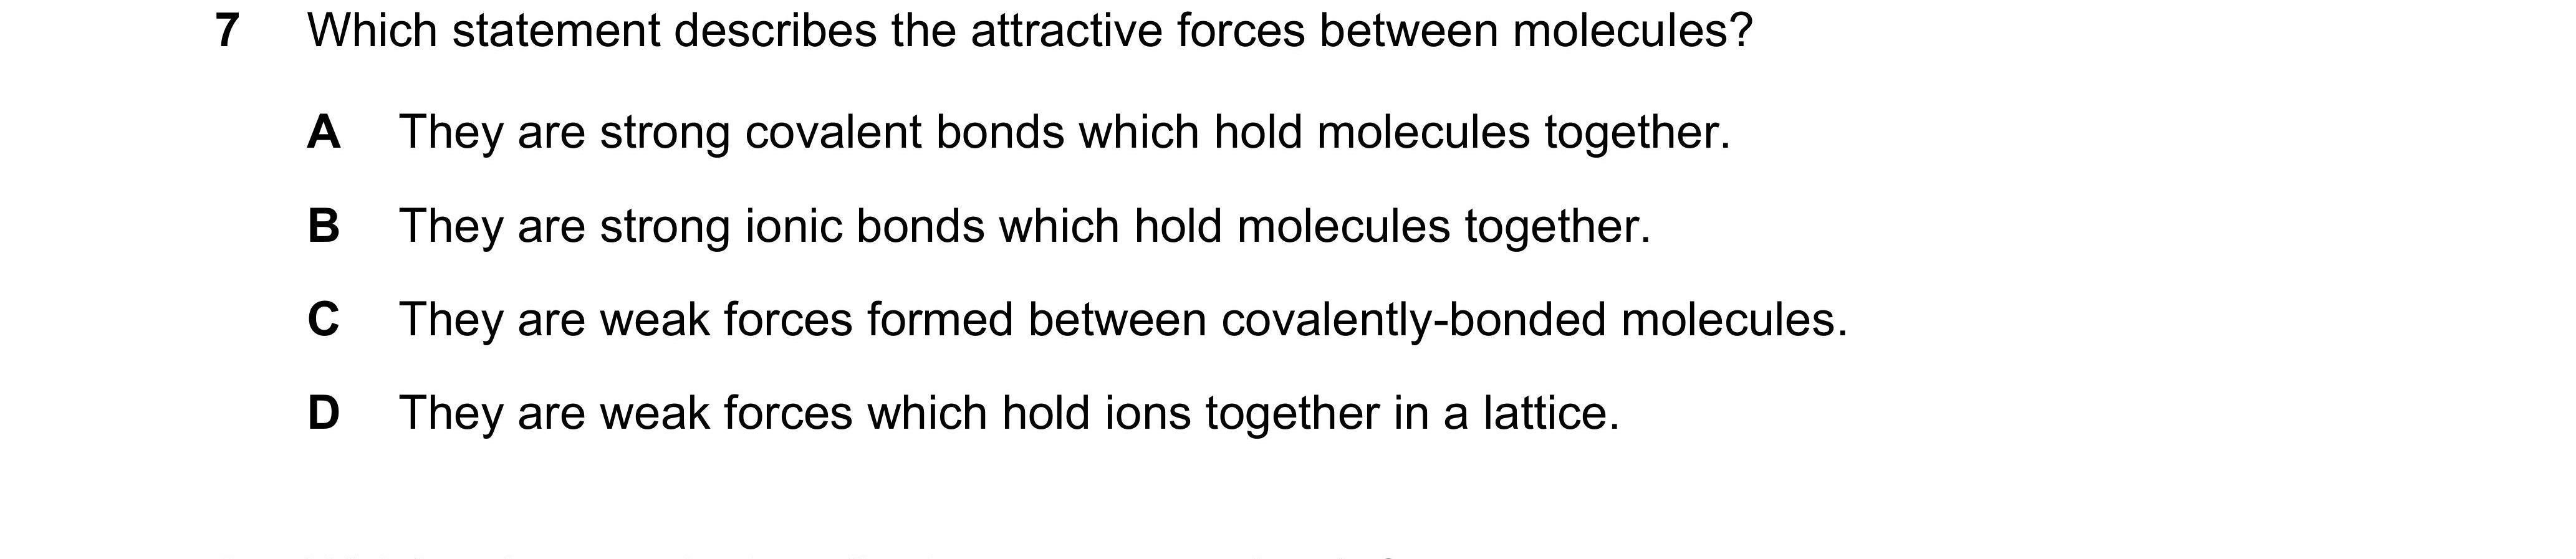 7 Which statement describes the attractive forces between molecules?
A They are strong covalent bonds which hold molecules together.
B They are strong ionic bonds which hold molecules together.
C They are weak forces formed between covalently-bonded molecules.
D They are weak forces which hold ions together in a lattice.